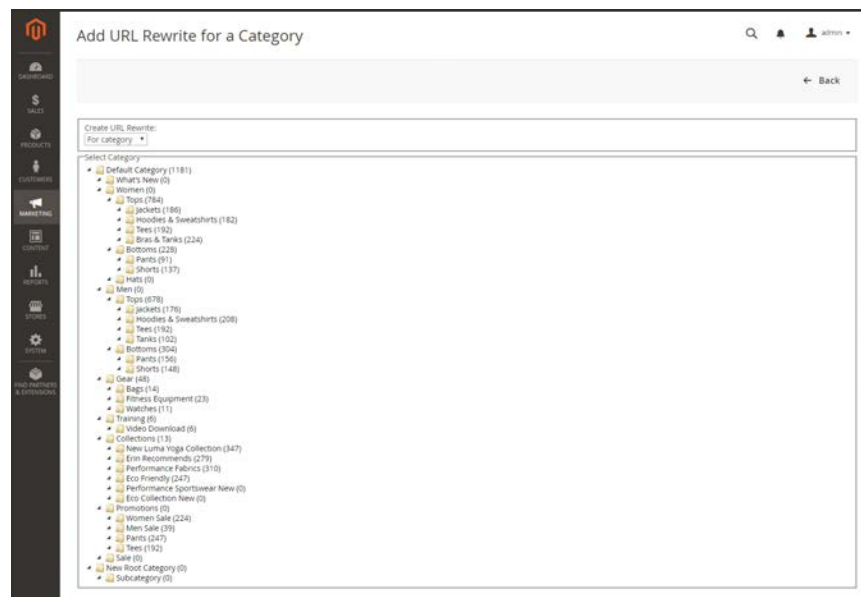 Add URL Rewrite for a Category
admin
DASHBOARD
SALES
PRODUCTS
CUSTOMERS
MARKETING
CONTENT
REPORTS
STORES
SYSTEM
FIND PARTNERS
& EXTENSIONS
← Back
Create URL Rewrite:
For category
Select Category
Default Category (1181)
What's New (0)
Women (0)
Tops (784)
Jackets (186)
Hoodies & Sweatshirts (182)
Tees (192)
Bras & Tanks (224)
Bottoms (228)
Pants (91)
Shorts (137)
Hats (0)
Men (0)
Tops (678)
Jackets (176)
Hoodies & Sweatshirts (208)
Tees (192)
Tanks (102)
Bottoms (304)
Pants (156)
Shorts (148)
Gear (48)
Bags (14)
Fitness Equipment (23)
Watches (11)
Training (6)
Video Download (6)
Collections (13)
New Luma Yoga Collection (347)
Erin Recommends (279)
Performance Fabrics (310)
Eco Friendly (247)
Performance Sportswear New (0)
Eco Collection New (0)
Promotions (0)
Women Sale (224)
Men Sale (39)
Pants (247)
Tees (192)
Sale (0)
New Root Category (0)
Subcategory (0)